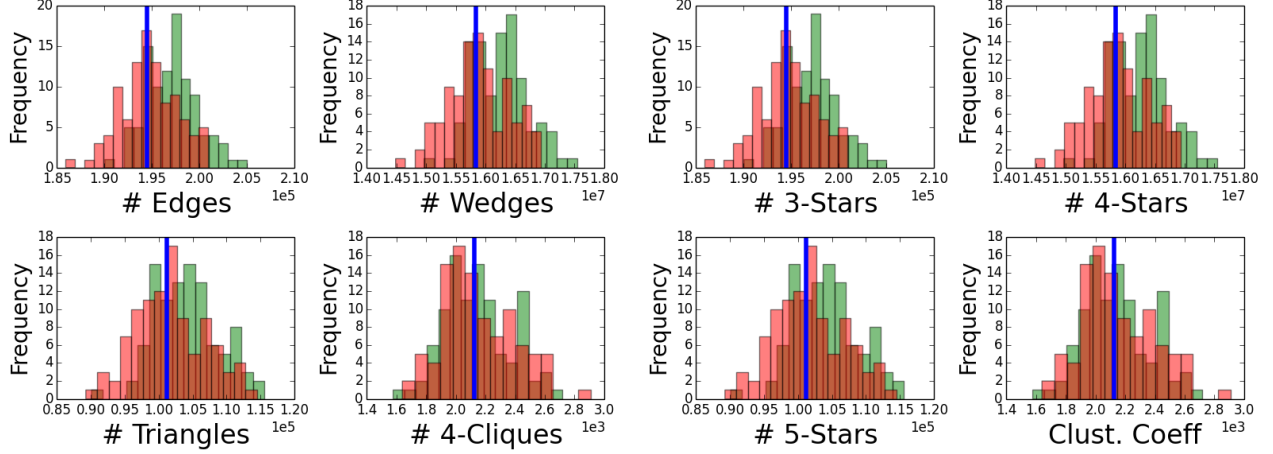 Frequency
20
15
10
5
0
1.85 1.90 1.95 2.00 2.05 2.10
1e5
# Edges
Frequency
18
16
14
12
10
8
6
4
2
0
1.40 1.45 1.50 1.55 1.60 1.65 1.70 1.75 1.80
1e7
# Wedges
Frequency
20
15
10
5
0
1.85 1.90 1.95 2.00 2.05 2.10
1e5
# 3-Stars
Frequency
18
16
14
12
10
8
6
4
2
0
1.40 1.45 1.50 1.55 1.60 1.65 1.70 1.75 1.80
1e7
# 4-Stars
Frequency
18
16
14
12
10
8
6
4
2
0
0.85 0.90 0.95 1.00 1.05 1.10 1.15 1.20
1e5
# Triangles
Frequency
18
16
14
12
10
8
6
4
2
0
1.4 1.6 1.8 2.0 2.2 2.4 2.6 2.8 3.0
1e3
# 4-Cliques
Frequency
18
16
14
12
10
8
6
4
2
0
0.85 0.90 0.95 1.00 1.05 1.10 1.15 1.20
1e5
# 5-Stars
Frequency
18
16
14
12
10
8
6
4
2
0
1.4 1.6 1.8 2.0 2.2 2.4 2.6 2.8 3.0
1e3
Clust. Coeff